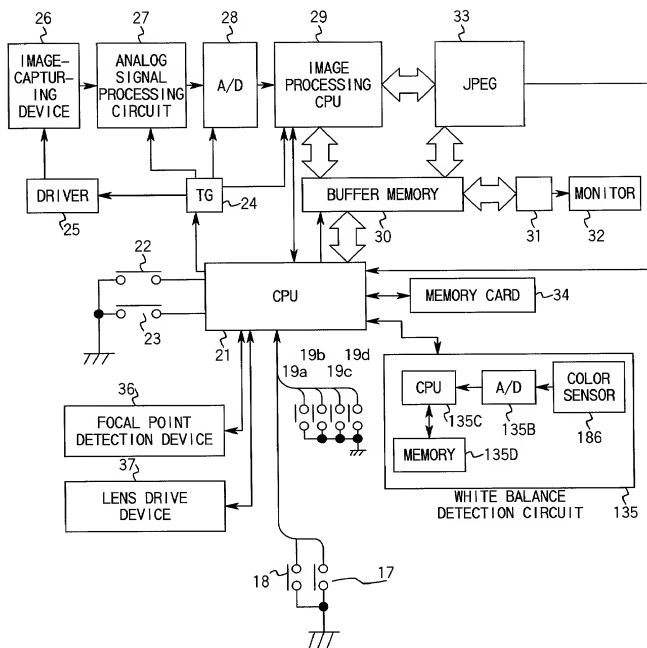 26
27
28
29
33
IMAGE-
CAPTUR-
ING
DEVICE
ANALOG
SIGNAL
PROCESSING
CIRCUIT
A/D
IMAGE
PROCESSING
CPU
JPEG
DRIVER
25
TG
24
BUFFER MEMORY
30
31
MONITOR
32
22
23
CPU
21
MEMORY CARD
34
19b 19d
19a 19c
36
FOCAL POINT
DETECTION DEVICE
37
LENS DRIVE
DEVICE
CPU
135C
A/D
135B
COLOR
SENSOR
186
MEMORY
135D
WHITE BALANCE
DETECTION CIRCUIT
135
18
17